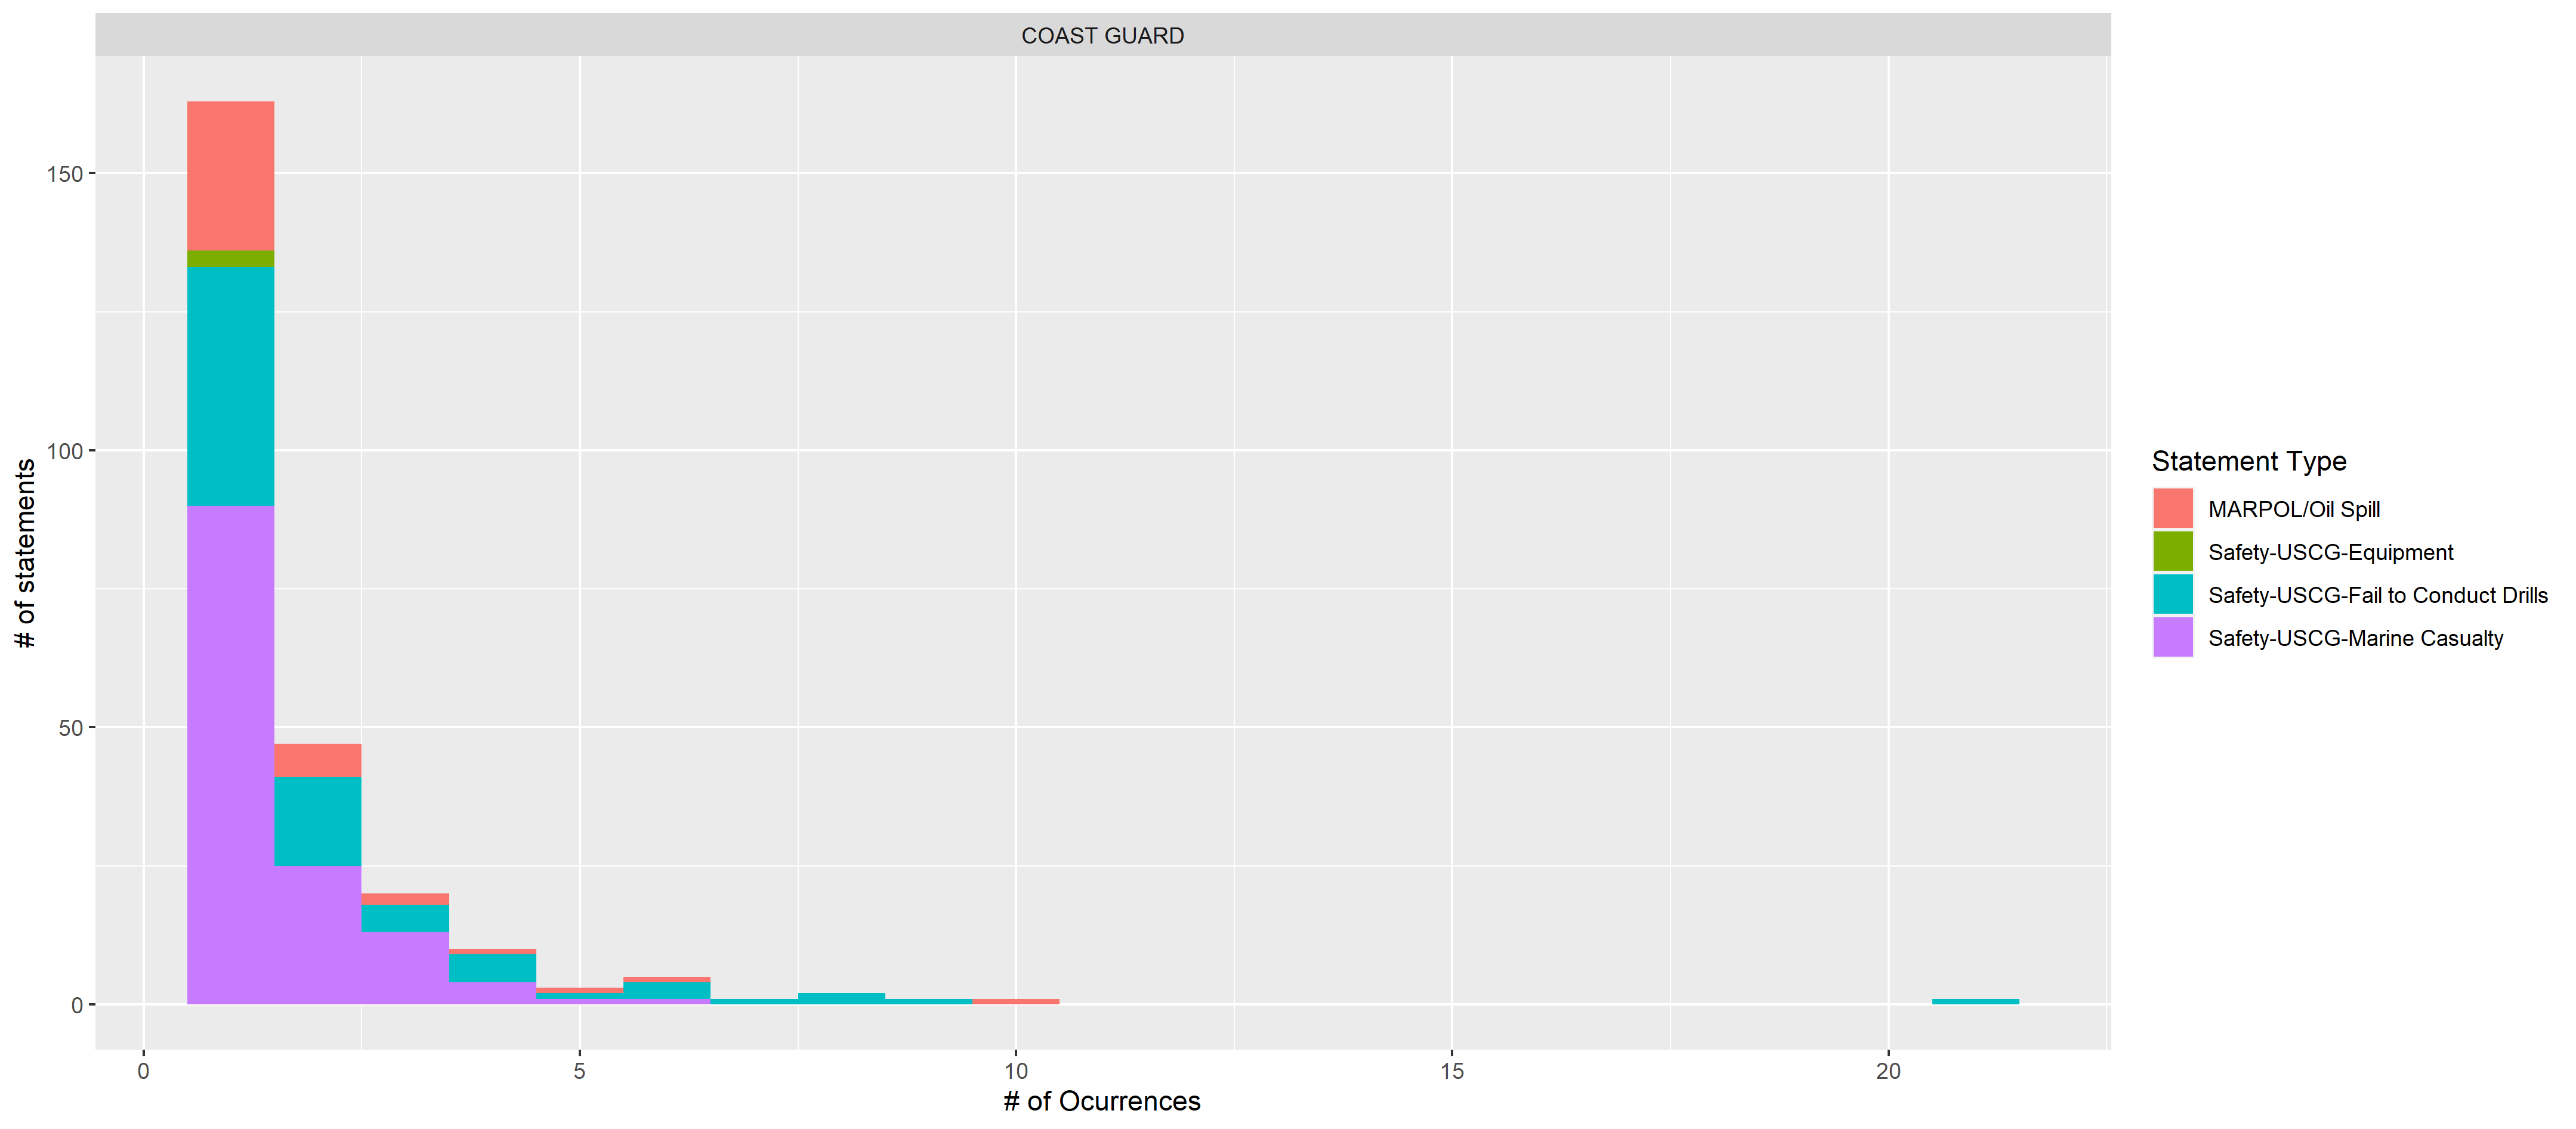 COAST GUARD
150
100
50
0
# of statements
0 5 10 15 20
# of Ocurrences
Statement Type
MARPOL/Oil Spill
Safety-USCG-Equipment
Safety-USCG-Fail to Conduct Drills
Safety-USCG-Marine Casualty